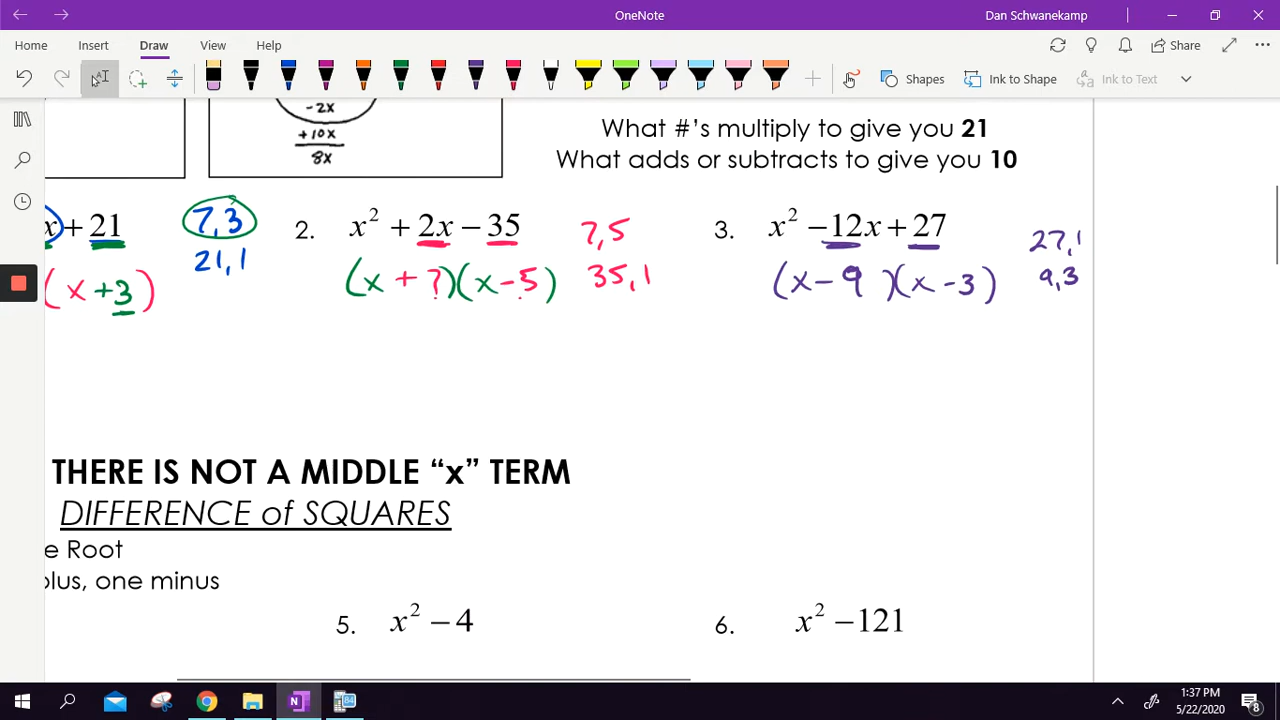 OneNote
Dan Schwanekamp
Home Insert Draw View Help
Share
Shapes Ink to Shape Ink to Text
-2x
+10x
8x
What #'s multiply to give you 21
What adds or subtracts to give you 10
x + 21
7,3
21,1
(x +3)
2. x² + 2x − 35
7,5
35,1
(x + 7)(x -5)
3. x² − 12x + 27
27,1
9,3
(x - 9)(x - 3)
THERE IS NOT A MIDDLE “x” TERM
DIFFERENCE of SQUARES
e Root
plus, one minus
5. x² − 4
6. x² − 121
1:37 PM
5/22/2020
8